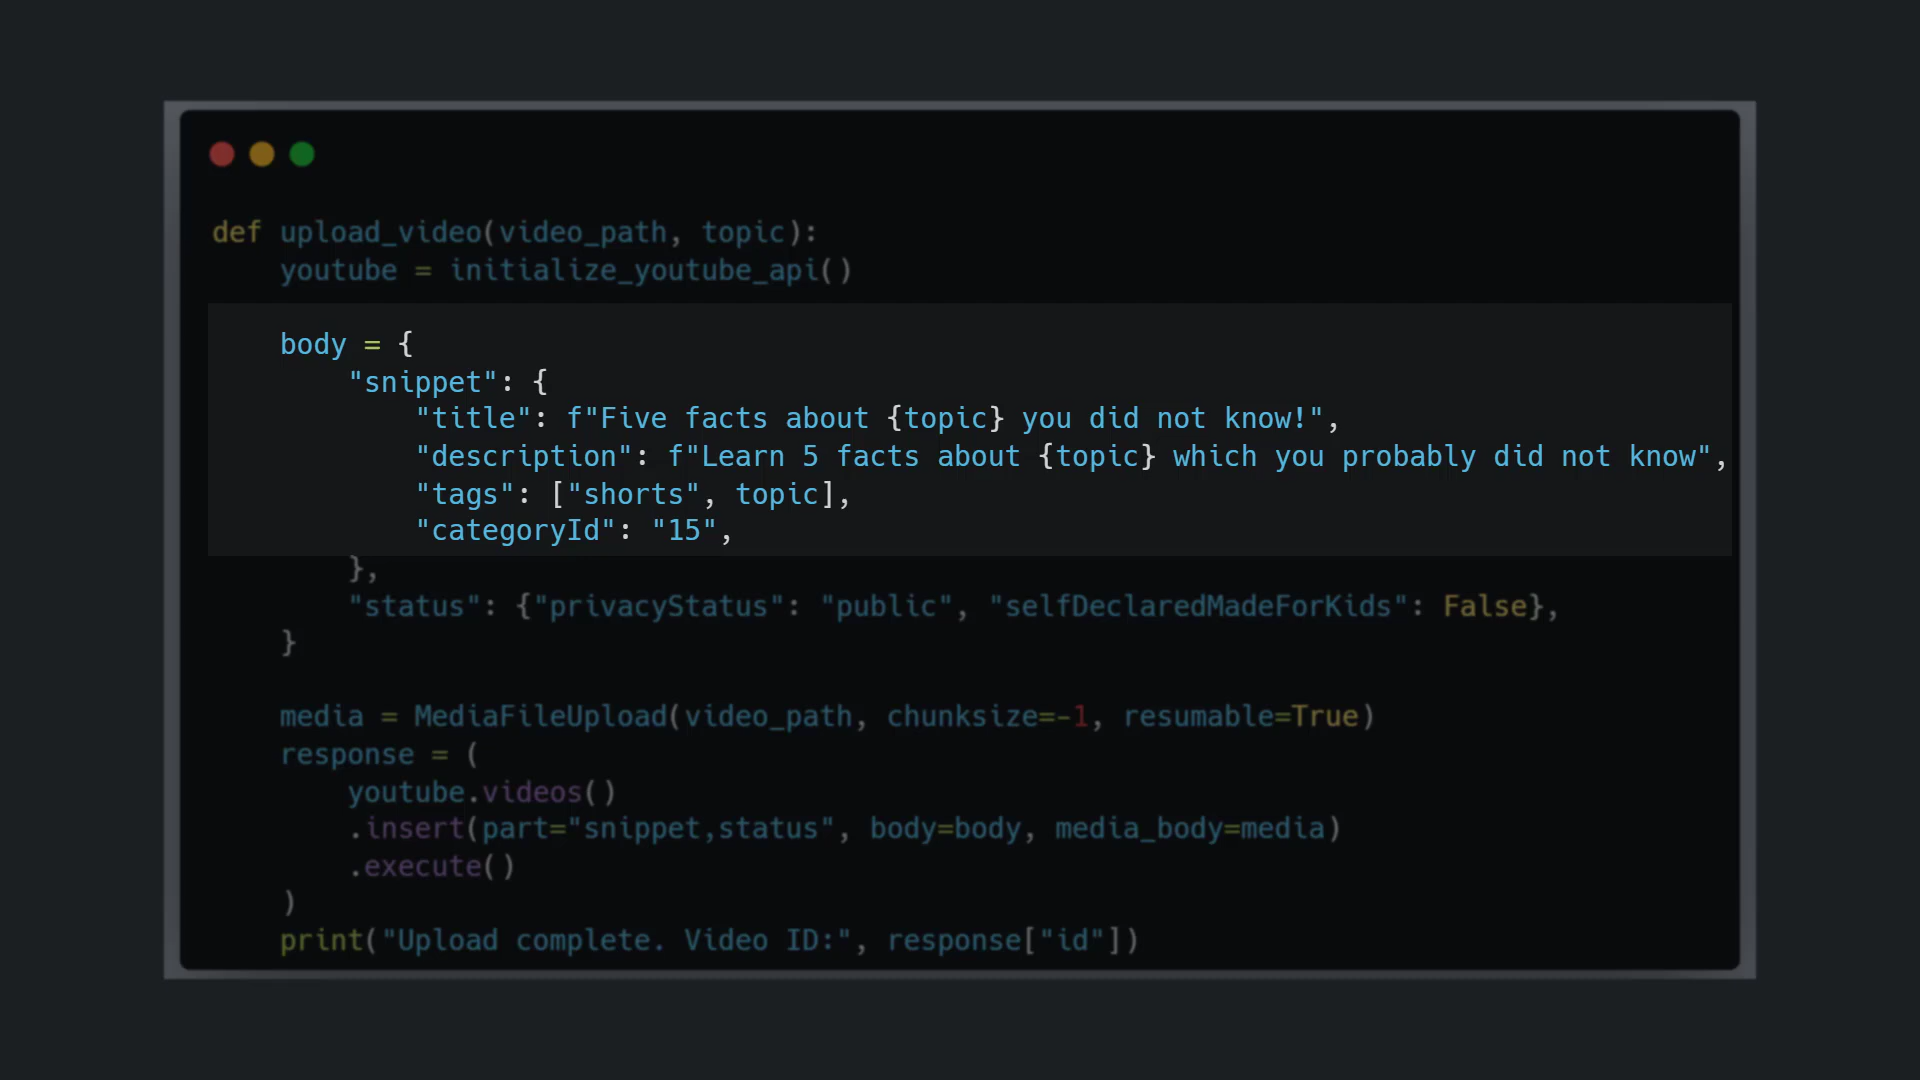 def upload_video(video_path, topic):
    youtube = initialize_youtube_api()
    body = {
        "snippet": {
            "title": f"Five facts about {topic} you did not know!",
            "description": f"Learn 5 facts about {topic} which you probably did not know",
            "tags": ["shorts", topic],
            "categoryId": "15",
        },
        "status": {"privacyStatus": "public", "selfDeclaredMadeForKids": False},
    }
    media = MediaFileUpload(video_path, chunksize=-1, resumable=True)
    response = (
        youtube.videos()
        .insert(part="snippet,status", body=body, media_body=media)
        .execute()
    )
    print("Upload complete. Video ID:", response["id"])